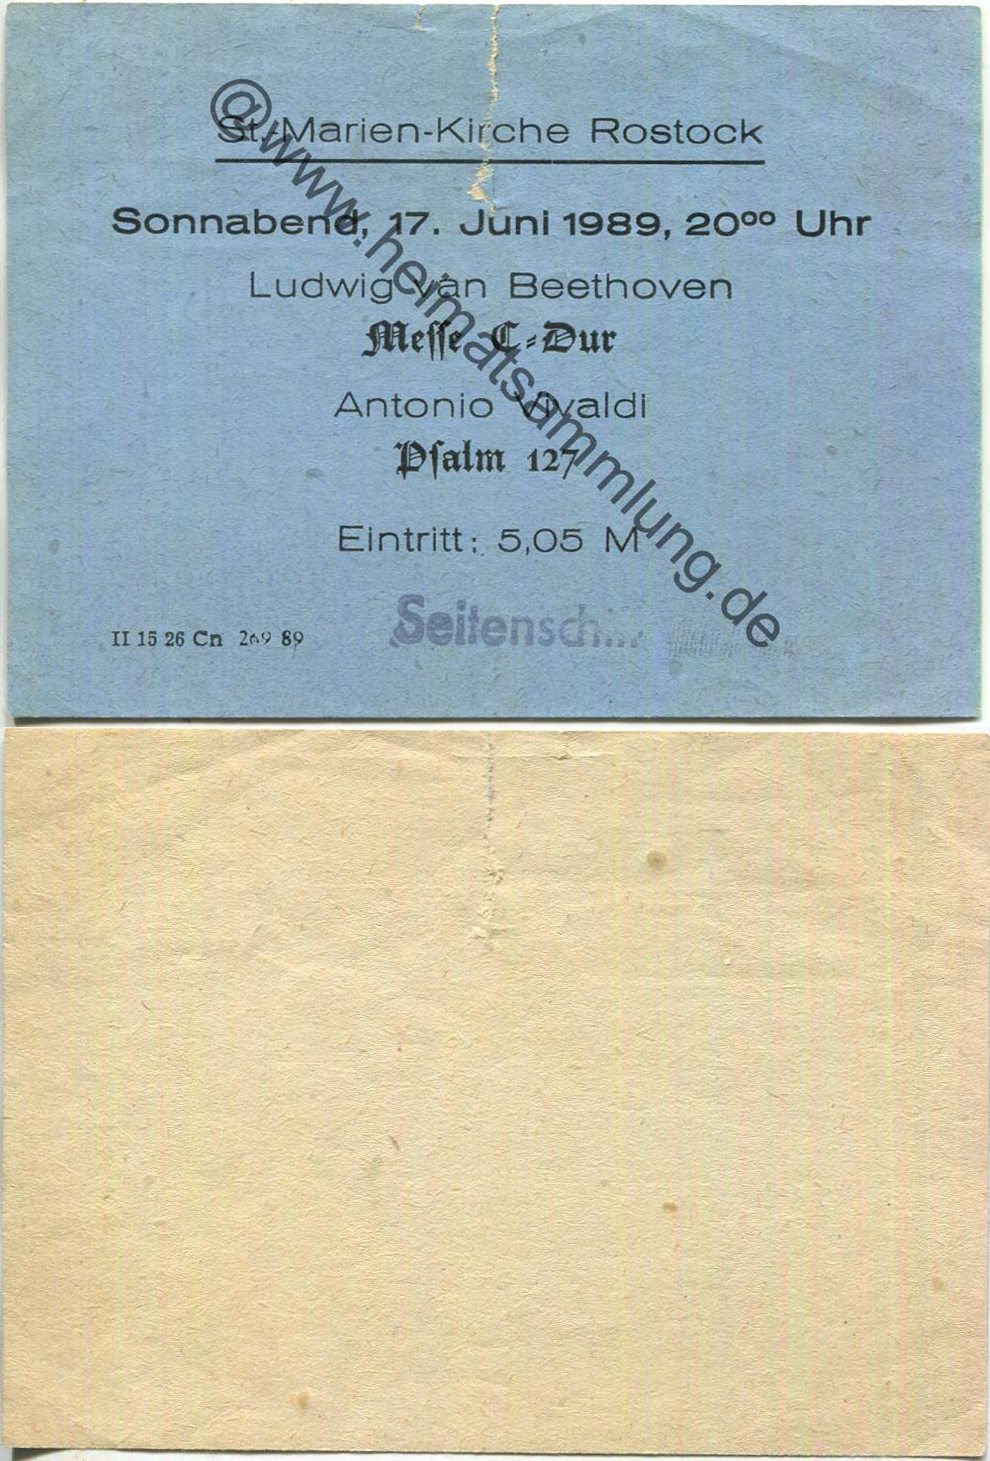 St.-Marien-Kirche Rostock
Sonnabend, 17. Juni 1989, 20⁰⁰ Uhr
Ludwig van Beethoven
Messe C-Dur
Antonio Vivaldi
Psalm 127
Eintritt: 5,05 M
II 15 26 Cn 269 89
@www.heimatsammlung.de